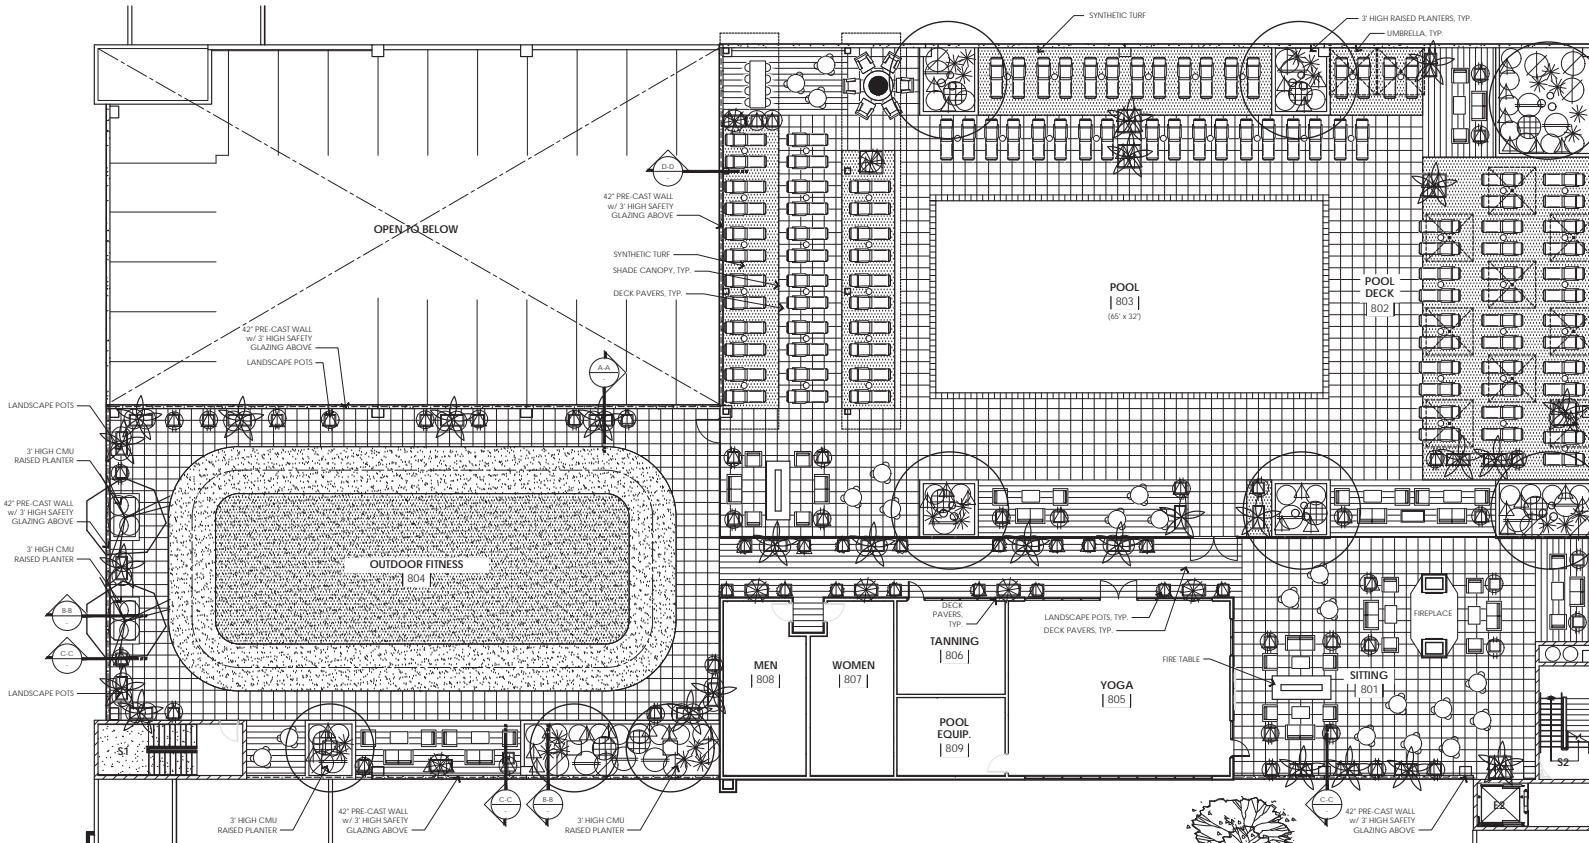 SYNTHETIC TURF
3' HIGH RAISED PLANTERS, TYP.
UMBRELLA, TYP.
D-D
42" PRE-CAST WALL
w/ 3' HIGH SAFETY
GLAZING ABOVE
OPEN TO BELOW
SYNTHETIC TURF
SHADE CANOPY, TYP.
DECK PAVERS, TYP.
POOL
803
(65' x 32')
POOL
DECK
802
42" PRE-CAST WALL
w/ 3' HIGH SAFETY
GLAZING ABOVE
LANDSCAPE POTS
A-A
LANDSCAPE POTS
3' HIGH CMU
RAISED PLANTER
42" PRE-CAST WALL
w/ 3' HIGH SAFETY
GLAZING ABOVE
3' HIGH CMU
RAISED PLANTER
OUTDOOR FITNESS
804
B-B
C-C
LANDSCAPE POTS
DECK
PAVERS,
TYP.
LANDSCAPE POTS, TYP.
DECK PAVERS, TYP.
FIREPLACE
TANNING
806
MEN
808
WOMEN
807
YOGA
805
FIRE TABLE
SITTING
801
POOL
EQUIP.
809
S1
S2
E2
C-C
B-B
C-C
3' HIGH CMU
RAISED PLANTER
42" PRE-CAST WALL
w/ 3' HIGH SAFETY
GLAZING ABOVE
3' HIGH CMU
RAISED PLANTER
42" PRE-CAST WALL
w/ 3' HIGH SAFETY
GLAZING ABOVE